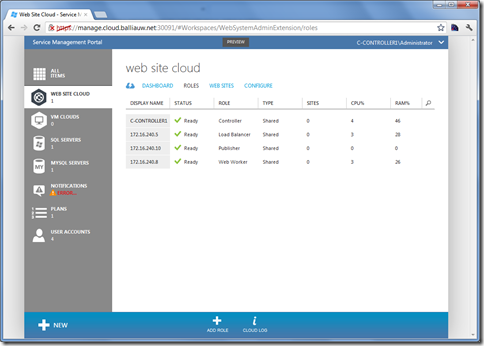 Web Site Cloud - Service M
https://manage.cloud.balliauw.net:30091/#Workspaces/WebSystemAdminExtension/roles
Service Management Portal
PREVIEW
C-CONTROLLER1\Administrator
ALL
ITEMS
WEB SITE CLOUD
1
VM CLOUDS
0
SQL SERVERS
1
MYSQL SERVERS
1
NOTIFICATIONS
ERROR...
PLANS
1
USER ACCOUNTS
4
web site cloud
DASHBOARD ROLES WEB SITES CONFIGURE
DISPLAY NAME STATUS ROLE TYPE SITES CPU% RAM%
C-CONTROLLER1 Ready Controller Shared 0 4 46
172.16.240.5 Ready Load Balancer Shared 0 3 28
172.16.240.10 Ready Publisher Shared 0 0 0
172.16.240.8 Ready Web Worker Shared 0 3 26
NEW
ADD ROLE
CLOUD LOG